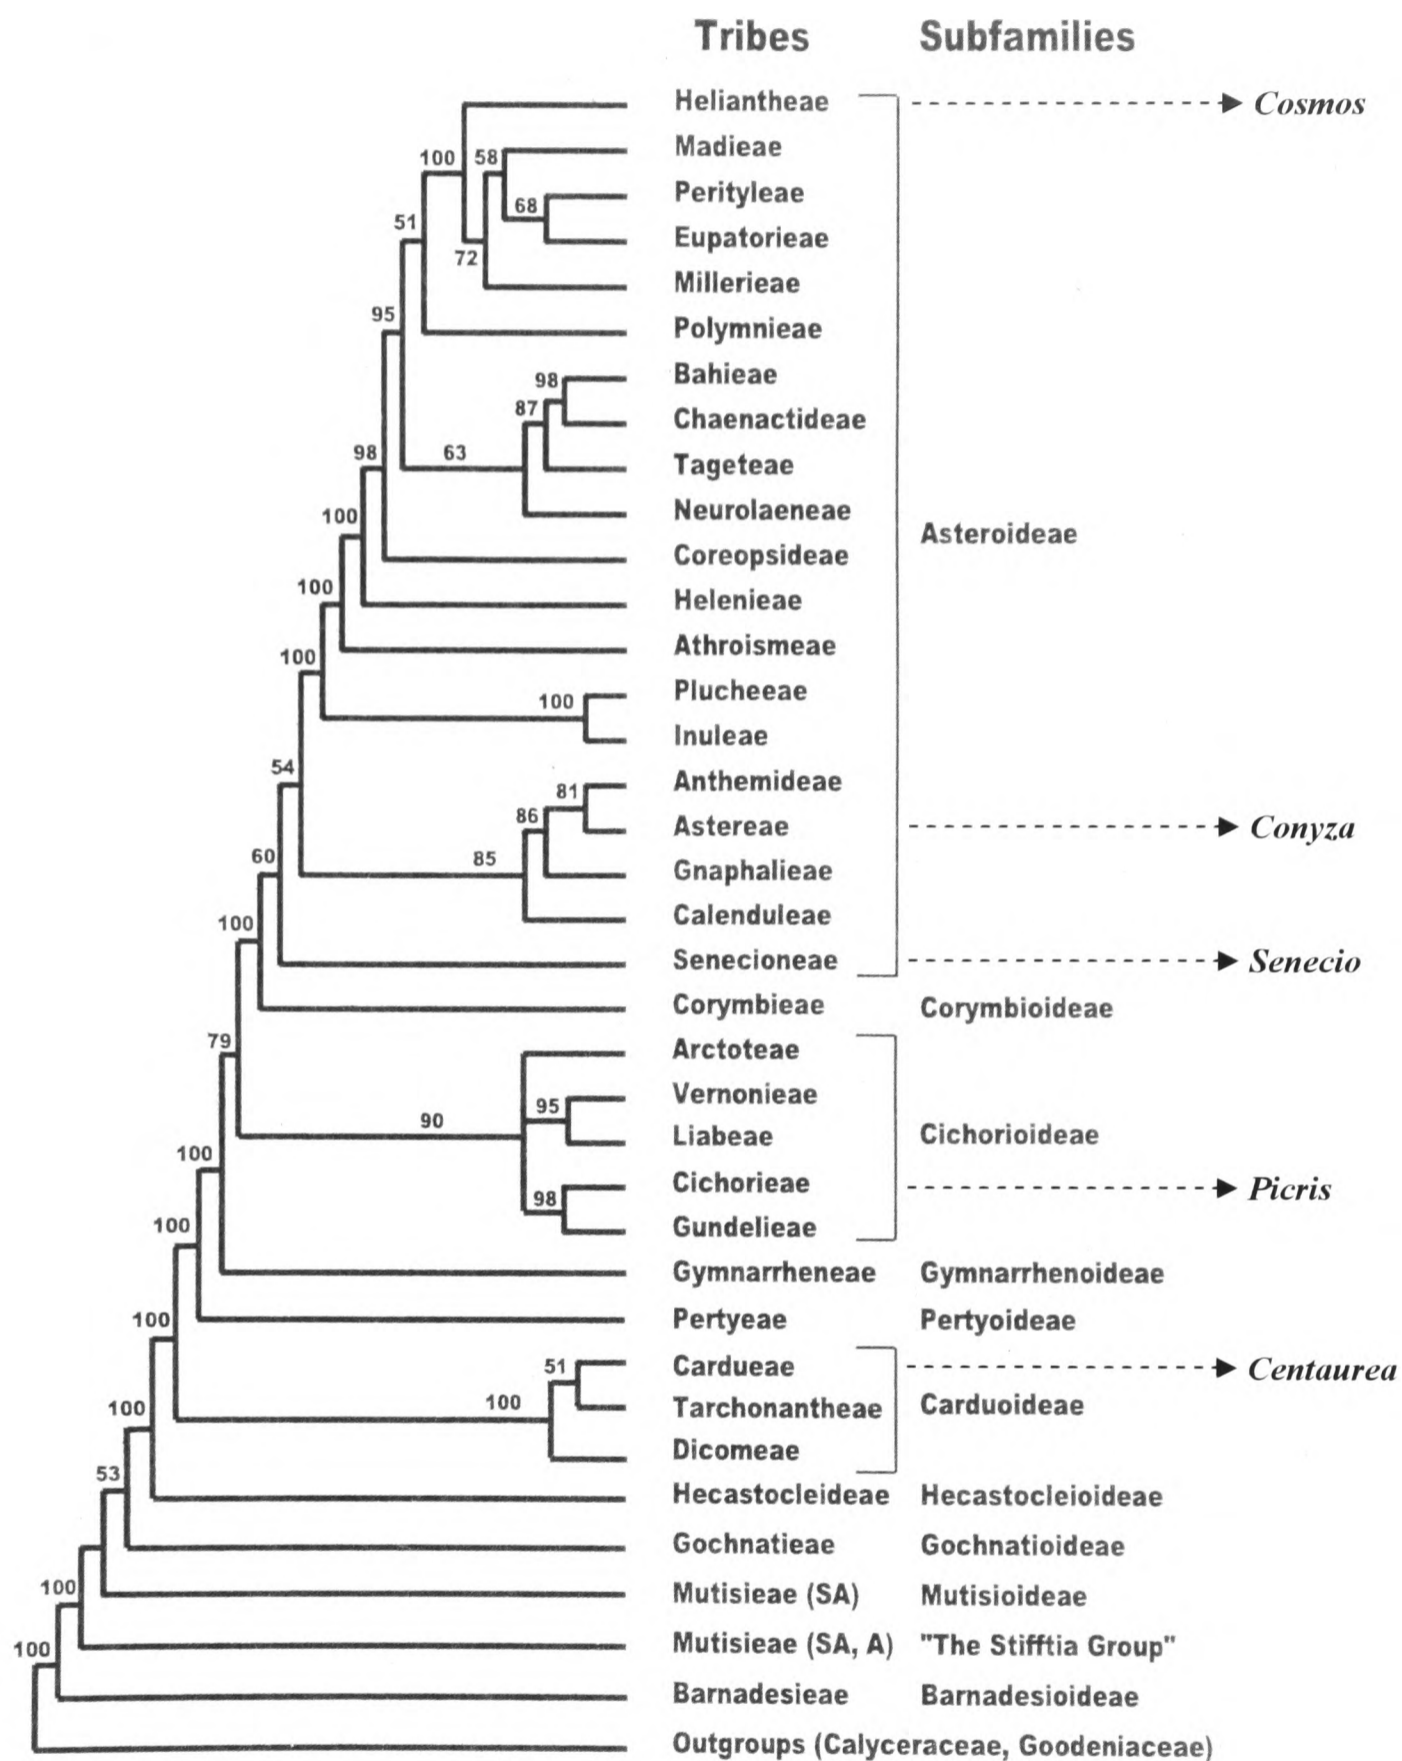 Tribes Subfamilies
Heliantheae Cosmos
Madieae
100 58
Perityleae
68
51
Eupatorieae
72
Millerieae
95
Polymnieae
Bahieae
98
87
Chaenactideae
98 63
Tageteae
100
Neurolaeneae
Asteroideae
Coreopsideae
100
Helenieae
100
Athroismeae
100
Plucheeae
Inuleae
54
Anthemideae
81
86
Astereae Conyza
60 85
Gnaphalieae
100
Calenduleae
Senecioneae Senecio
Corymbieae Corymbioideae
79
Arctoteae
Vernonieae
95
90
Liabeae Cichorioideae
100
Cichorieae Picris
98
100
Gundelieae
Gymnarrheneae Gymnarrhenoideae
100
Pertyeae Pertyoideae
51
Cardueae Centaurea
100 100
Tarchonantheae Carduoideae
Dicomeae
53
Hecastocleideae Hecastocleioideae
Gochnatieae Gochnatioideae
100
Mutisieae (SA) Mutisioideae
100
Mutisieae (SA, A) "The Stifftia Group"
Barnadesieae Barnadesioideae
Outgroups (Calyceraceae, Goodeniaceae)